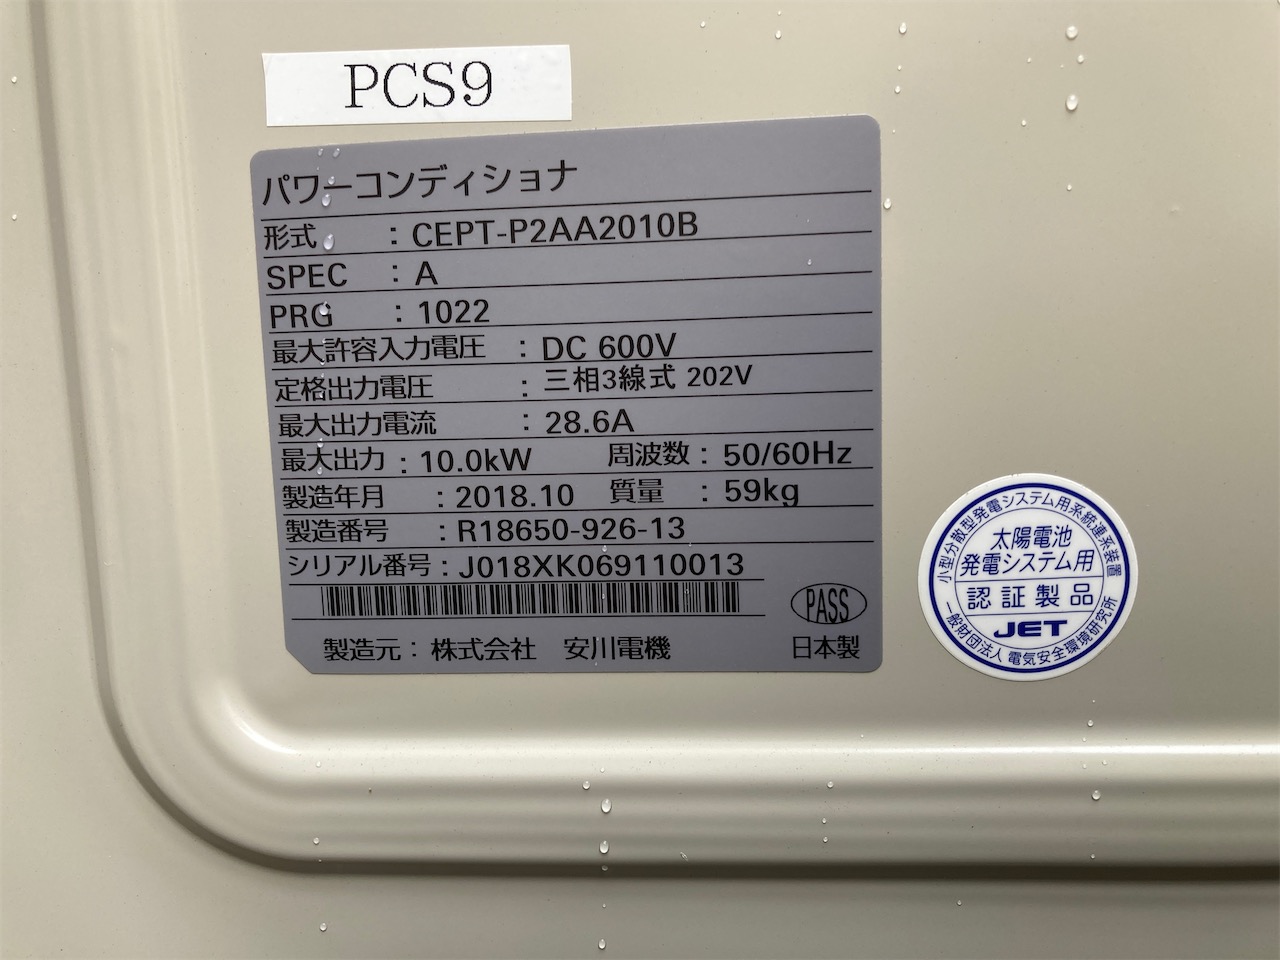 PCS9
パワーコンディショナ
形式 : CEPT-P2AA2010B
SPEC : A
PRG : 1022
最大許容入力電圧 : DC 600V
定格出力電圧 : 三相3線式 202V
最大出力電流 : 28.6A
最大出力 : 10.0kW 周波数 : 50/60Hz
製造年月 : 2018.10 質量 : 59kg
製造番号 : R18650-926-13
シリアル番号 : J018XK069110013
PASS
製造元 : 株式会社 安川電機 日本製
小型分散型発電システム用系統連系装置
太陽電池
発電システム用
認証製品
JET
一般財団法人 電気安全環境研究所